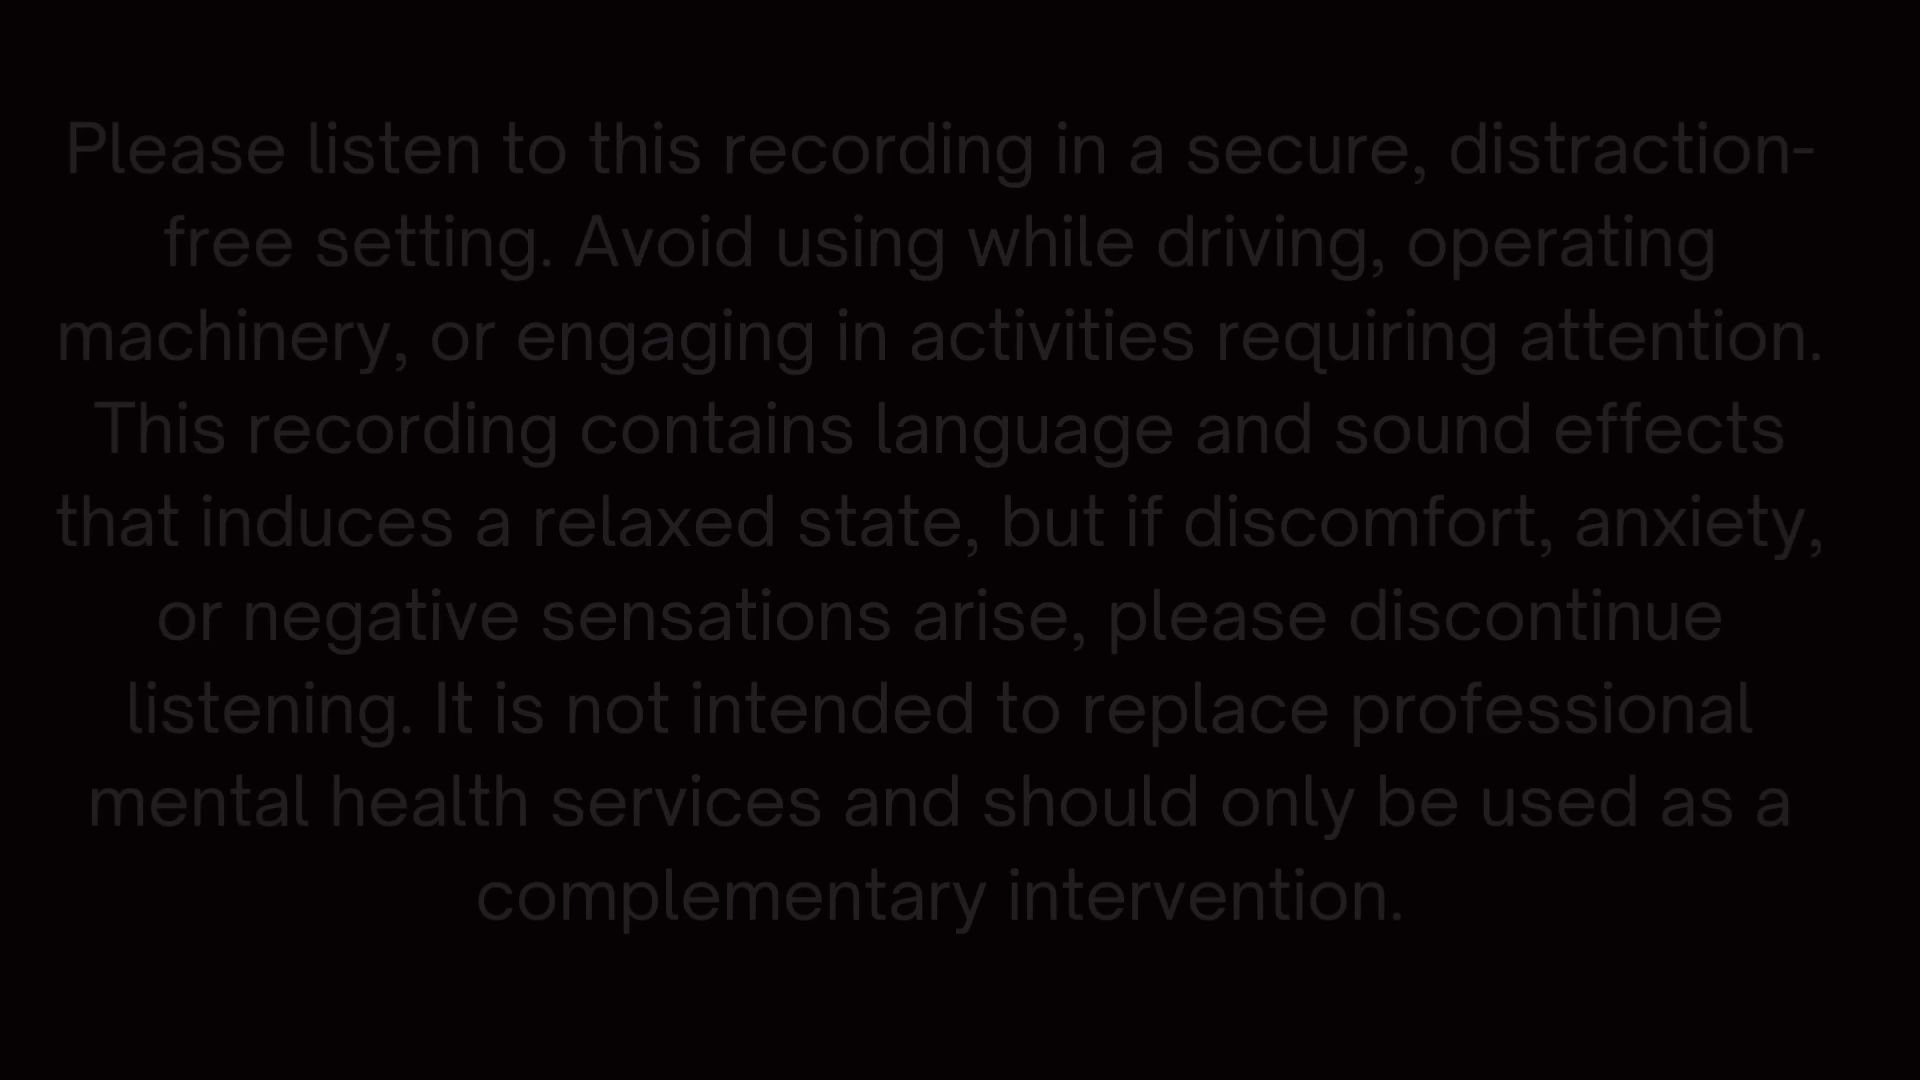 Please listen to this recording in a secure, distraction-
free setting. Avoid using while driving, operating
machinery, or engaging in activities requiring attention.
This recording contains language and sound effects
that induces a relaxed state, but if discomfort, anxiety,
or negative sensations arise, please discontinue
listening. It is not intended to replace professional
mental health services and should only be used as a
complementary intervention.